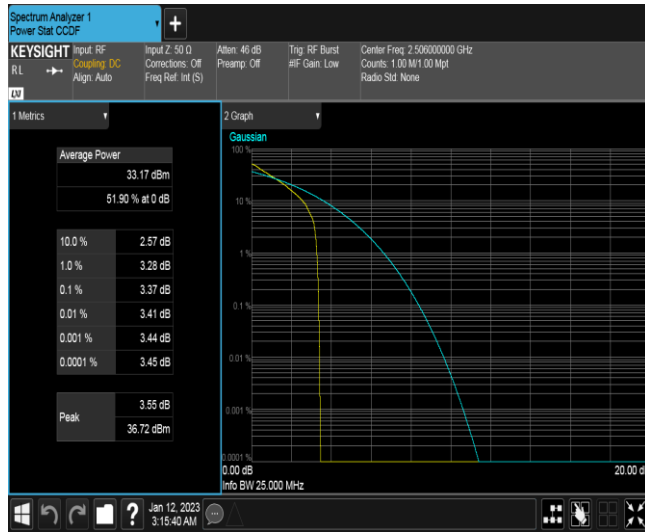 Spectrum Analyzer 1
Power Stat CCDF
+
KEYSIGHT Input: RF Input Z: 50 Ω Atten: 46 dB Trig: RF Burst Center Freq: 2.506000000 GHz
RL Coupling: DC Corrections: Off Preamp: Off #IF Gain: Low Counts: 1.00 M/1.00 Mpt
Align: Auto Freq Ref: Int (S) Radio Std: None
LXI
1 Metrics 2 Graph
Average Power
33.17 dBm
51.90 % at 0 dB
10.0 % 2.57 dB
1.0 % 3.28 dB
0.1 % 3.37 dB
0.01 % 3.41 dB
0.001 % 3.44 dB
0.0001 % 3.45 dB
Peak 3.55 dB
36.72 dBm
Gaussian
100 %
10 %
1 %
0.1 %
0.01 %
0.001 %
0.0001 %
0.00 dB 20.00 d
Info BW 25.000 MHz
? Jan 12, 2023
3:15:40 AM